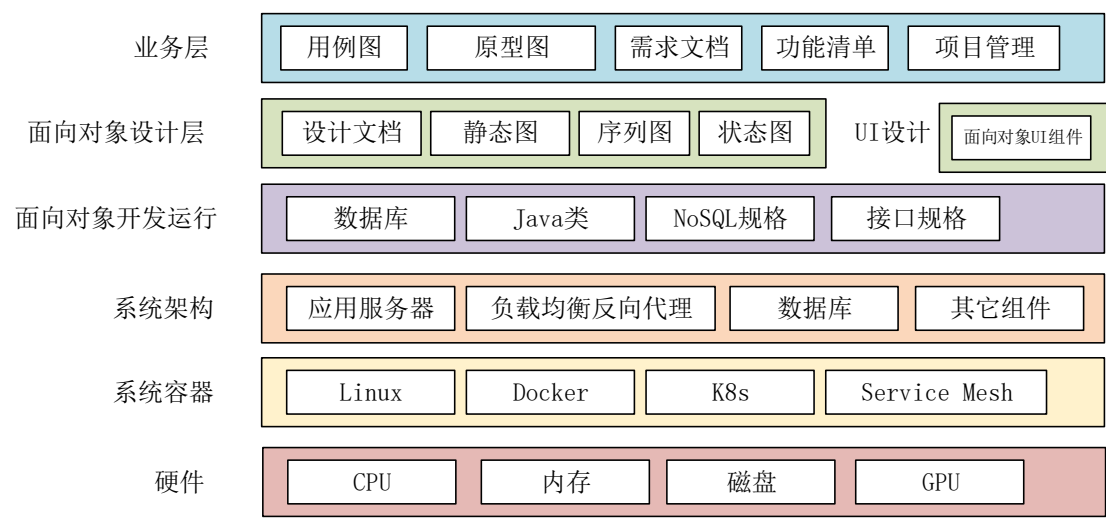 业务层 用例图 原型图 需求文档 功能清单 项目管理
面向对象设计层 设计文档 静态图 序列图 状态图 UI设计 面向对象UI组件
面向对象开发运行 数据库 Java类 NoSQL规格 接口规格
系统架构 应用服务器 负载均衡反向代理 数据库 其它组件
系统容器 Linux Docker K8s Service Mesh
硬件 CPU 内存 磁盘 GPU